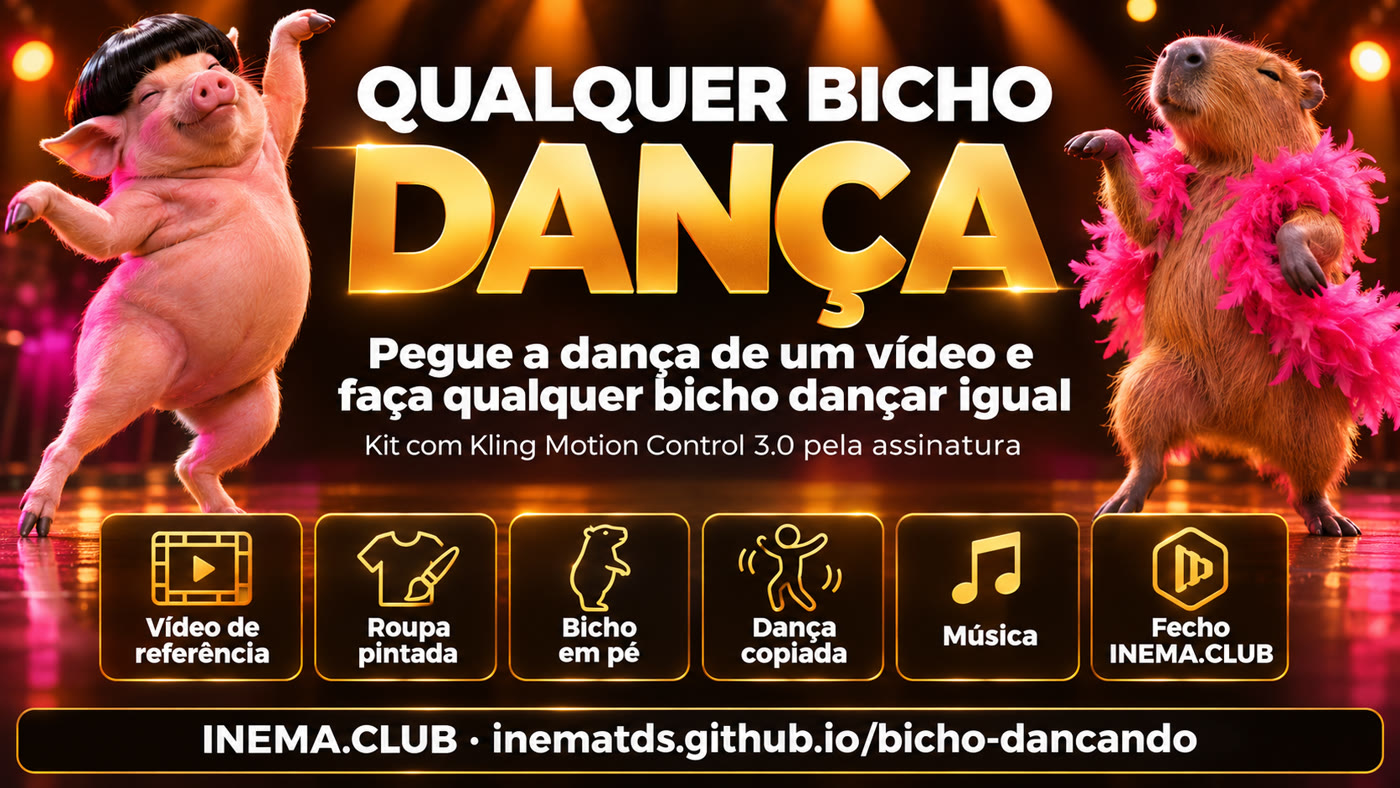 QUALQUER BICHO
DANÇA
Pegue a dança de um vídeo e
faça qualquer bicho dançar igual
Kit com Kling Motion Control 3.0 pela assinatura
Vídeo de
referência
Roupa
pintada
Bicho
em pé
Dança
copiada
Música
Fecho
INEMA.CLUB
INEMA.CLUB · inematds.github.io/bicho-dancando